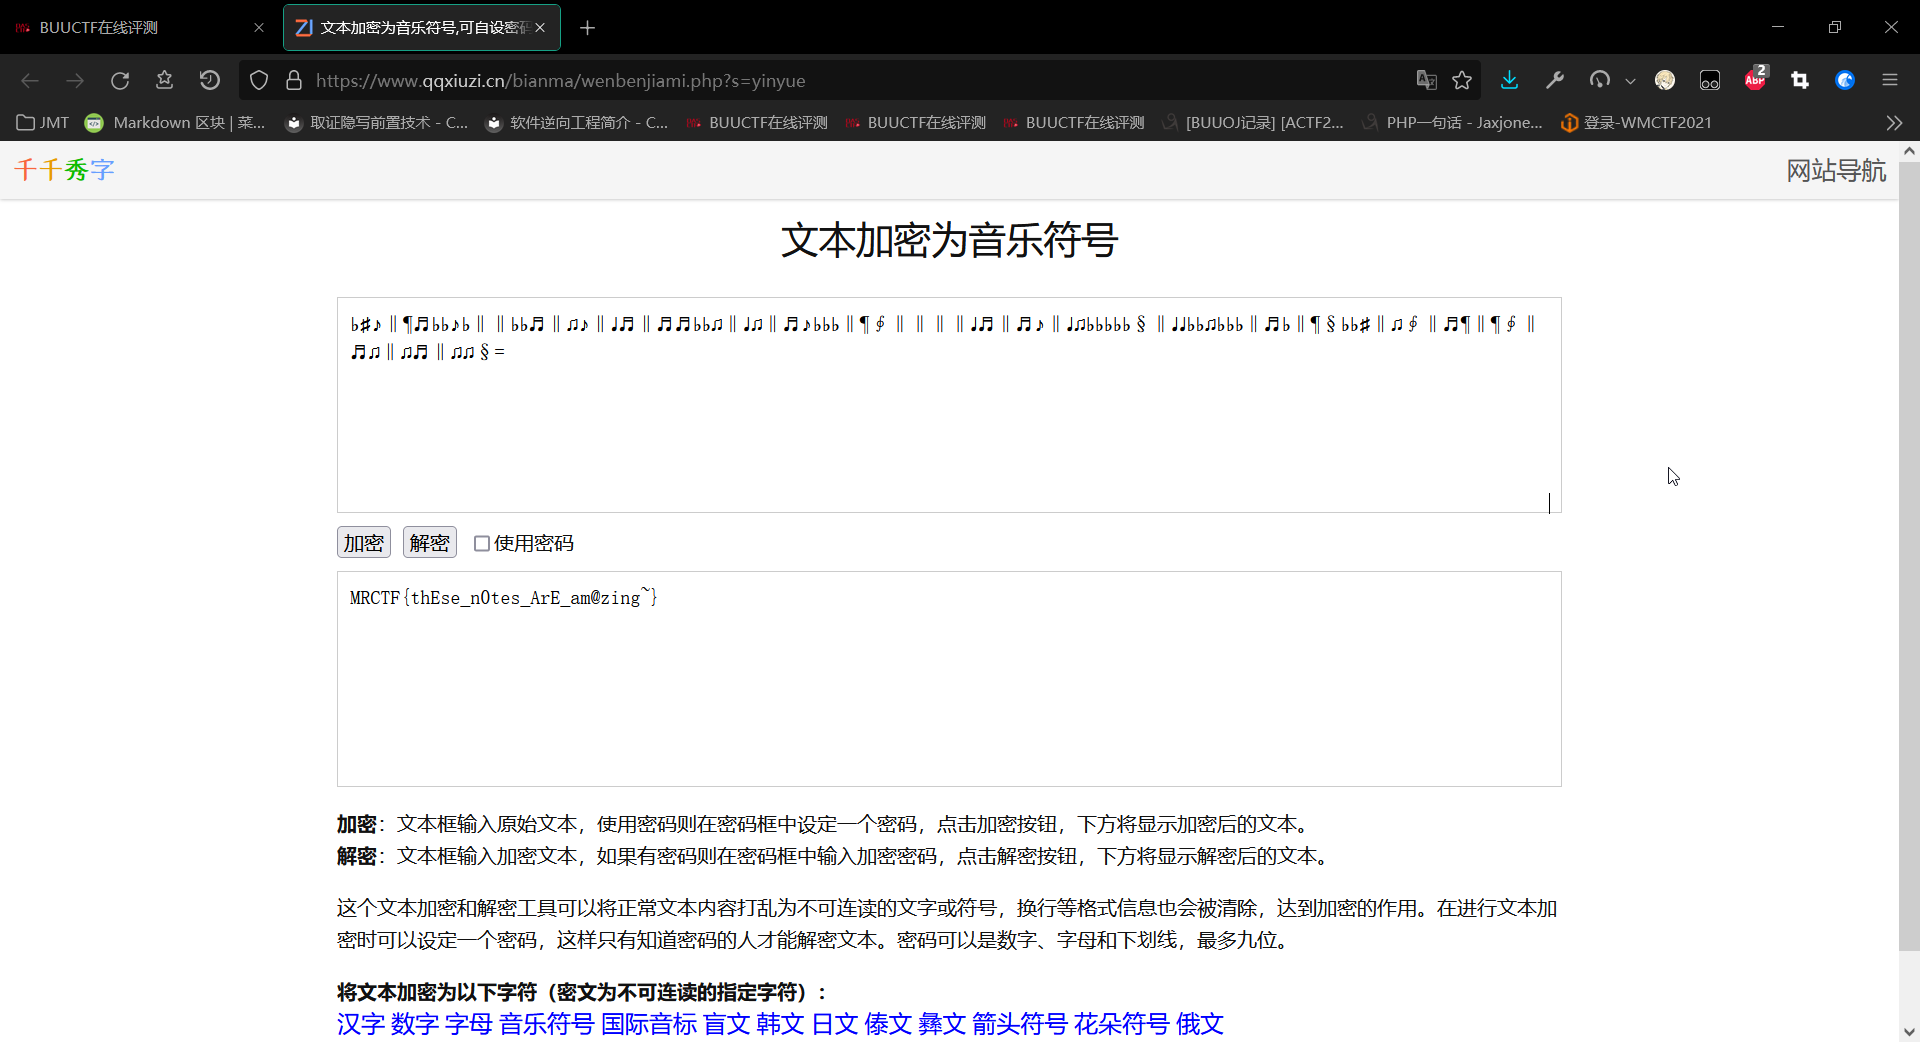 BUUCTF在线评测
文本加密为音乐符号,可自设密码
https://www.qqxiuzi.cn/bianma/wenbenjiami.php?s=yinyue
2
ABP
JMT
Markdown 区块 | 菜...
取证隐写前置技术 - C...
软件逆向工程简介 - C...
BUUCTF在线评测
BUUCTF在线评测
BUUCTF在线评测
[BUUOJ记录] [ACTF2...
PHP一句话 - Jaxjone...
登录-WMCTF2021
千千秀字
网站导航
文本加密为音乐符号
♭♯♪‖¶♬♭♭♪♭‖‖♭♭♬‖♫♪‖♩♬‖♬♬♭♭♫‖♩♫‖♬♪♭♭♭‖¶∮‖‖‖‖♩♬‖♬♪‖♩♫♭♭♭♭♭§‖♩♩♭♭♫♭♭♭‖♬♭‖¶§♭♭♯‖♫∮‖♬¶‖¶∮‖
♬♫‖♫♬‖♫♫§=
加密 解密 使用密码
MRCTF{thEse_n0tes_ArE_am@zing~}
加密：文本框输入原始文本，使用密码则在密码框中设定一个密码，点击加密按钮，下方将显示加密后的文本。
解密：文本框输入加密文本，如果有密码则在密码框中输入加密密码，点击解密按钮，下方将显示解密后的文本。
这个文本加密和解密工具可以将正常文本内容打乱为不可连读的文字或符号，换行等格式信息也会被清除，达到加密的作用。在进行文本加
密时可以设定一个密码，这样只有知道密码的人才能解密文本。密码可以是数字、字母和下划线，最多九位。
将文本加密为以下字符（密文为不可连读的指定字符）：
汉字 数字 字母 音乐符号 国际音标 盲文 韩文 日文 傣文 彝文 箭头符号 花朵符号 俄文